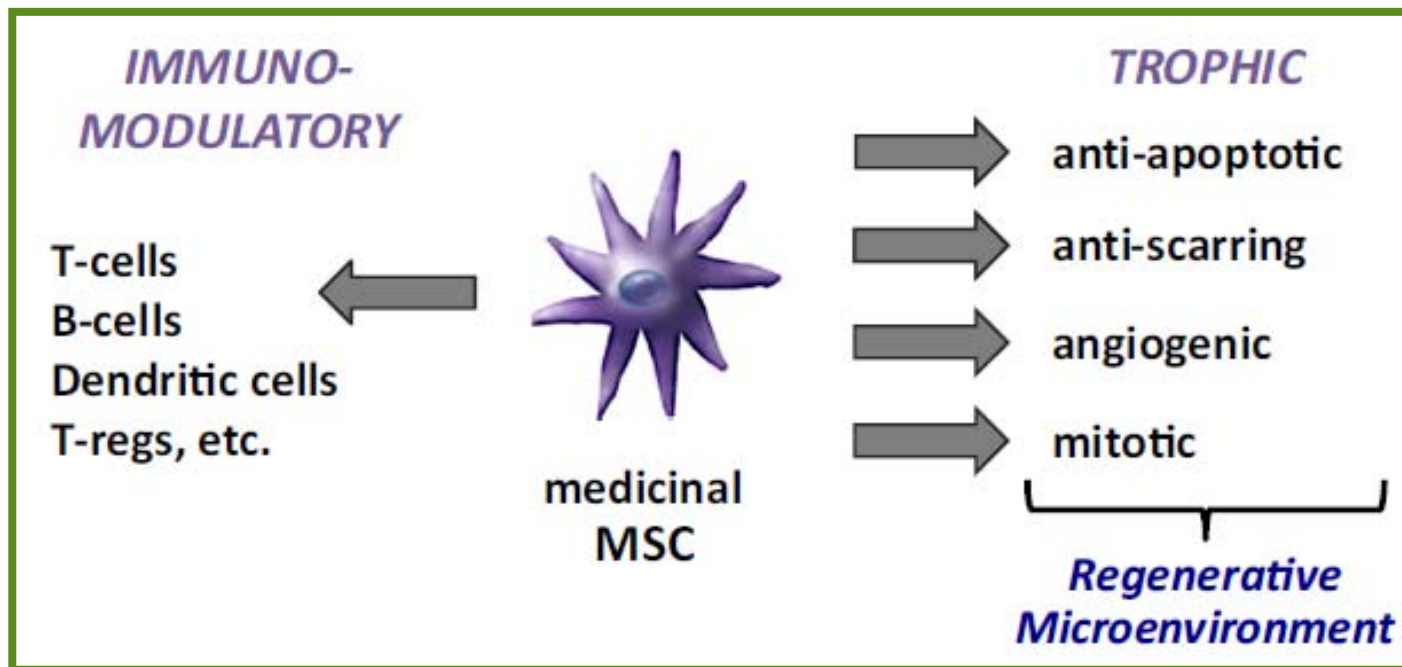 IMMUNO-
MODULATORY
T-cells
B-cells
Dendritic cells
T-regs, etc.
medicinal
MSC
TROPHIC
anti-apoptotic
anti-scarring
angiogenic
mitotic
Regenerative
Microenvironment